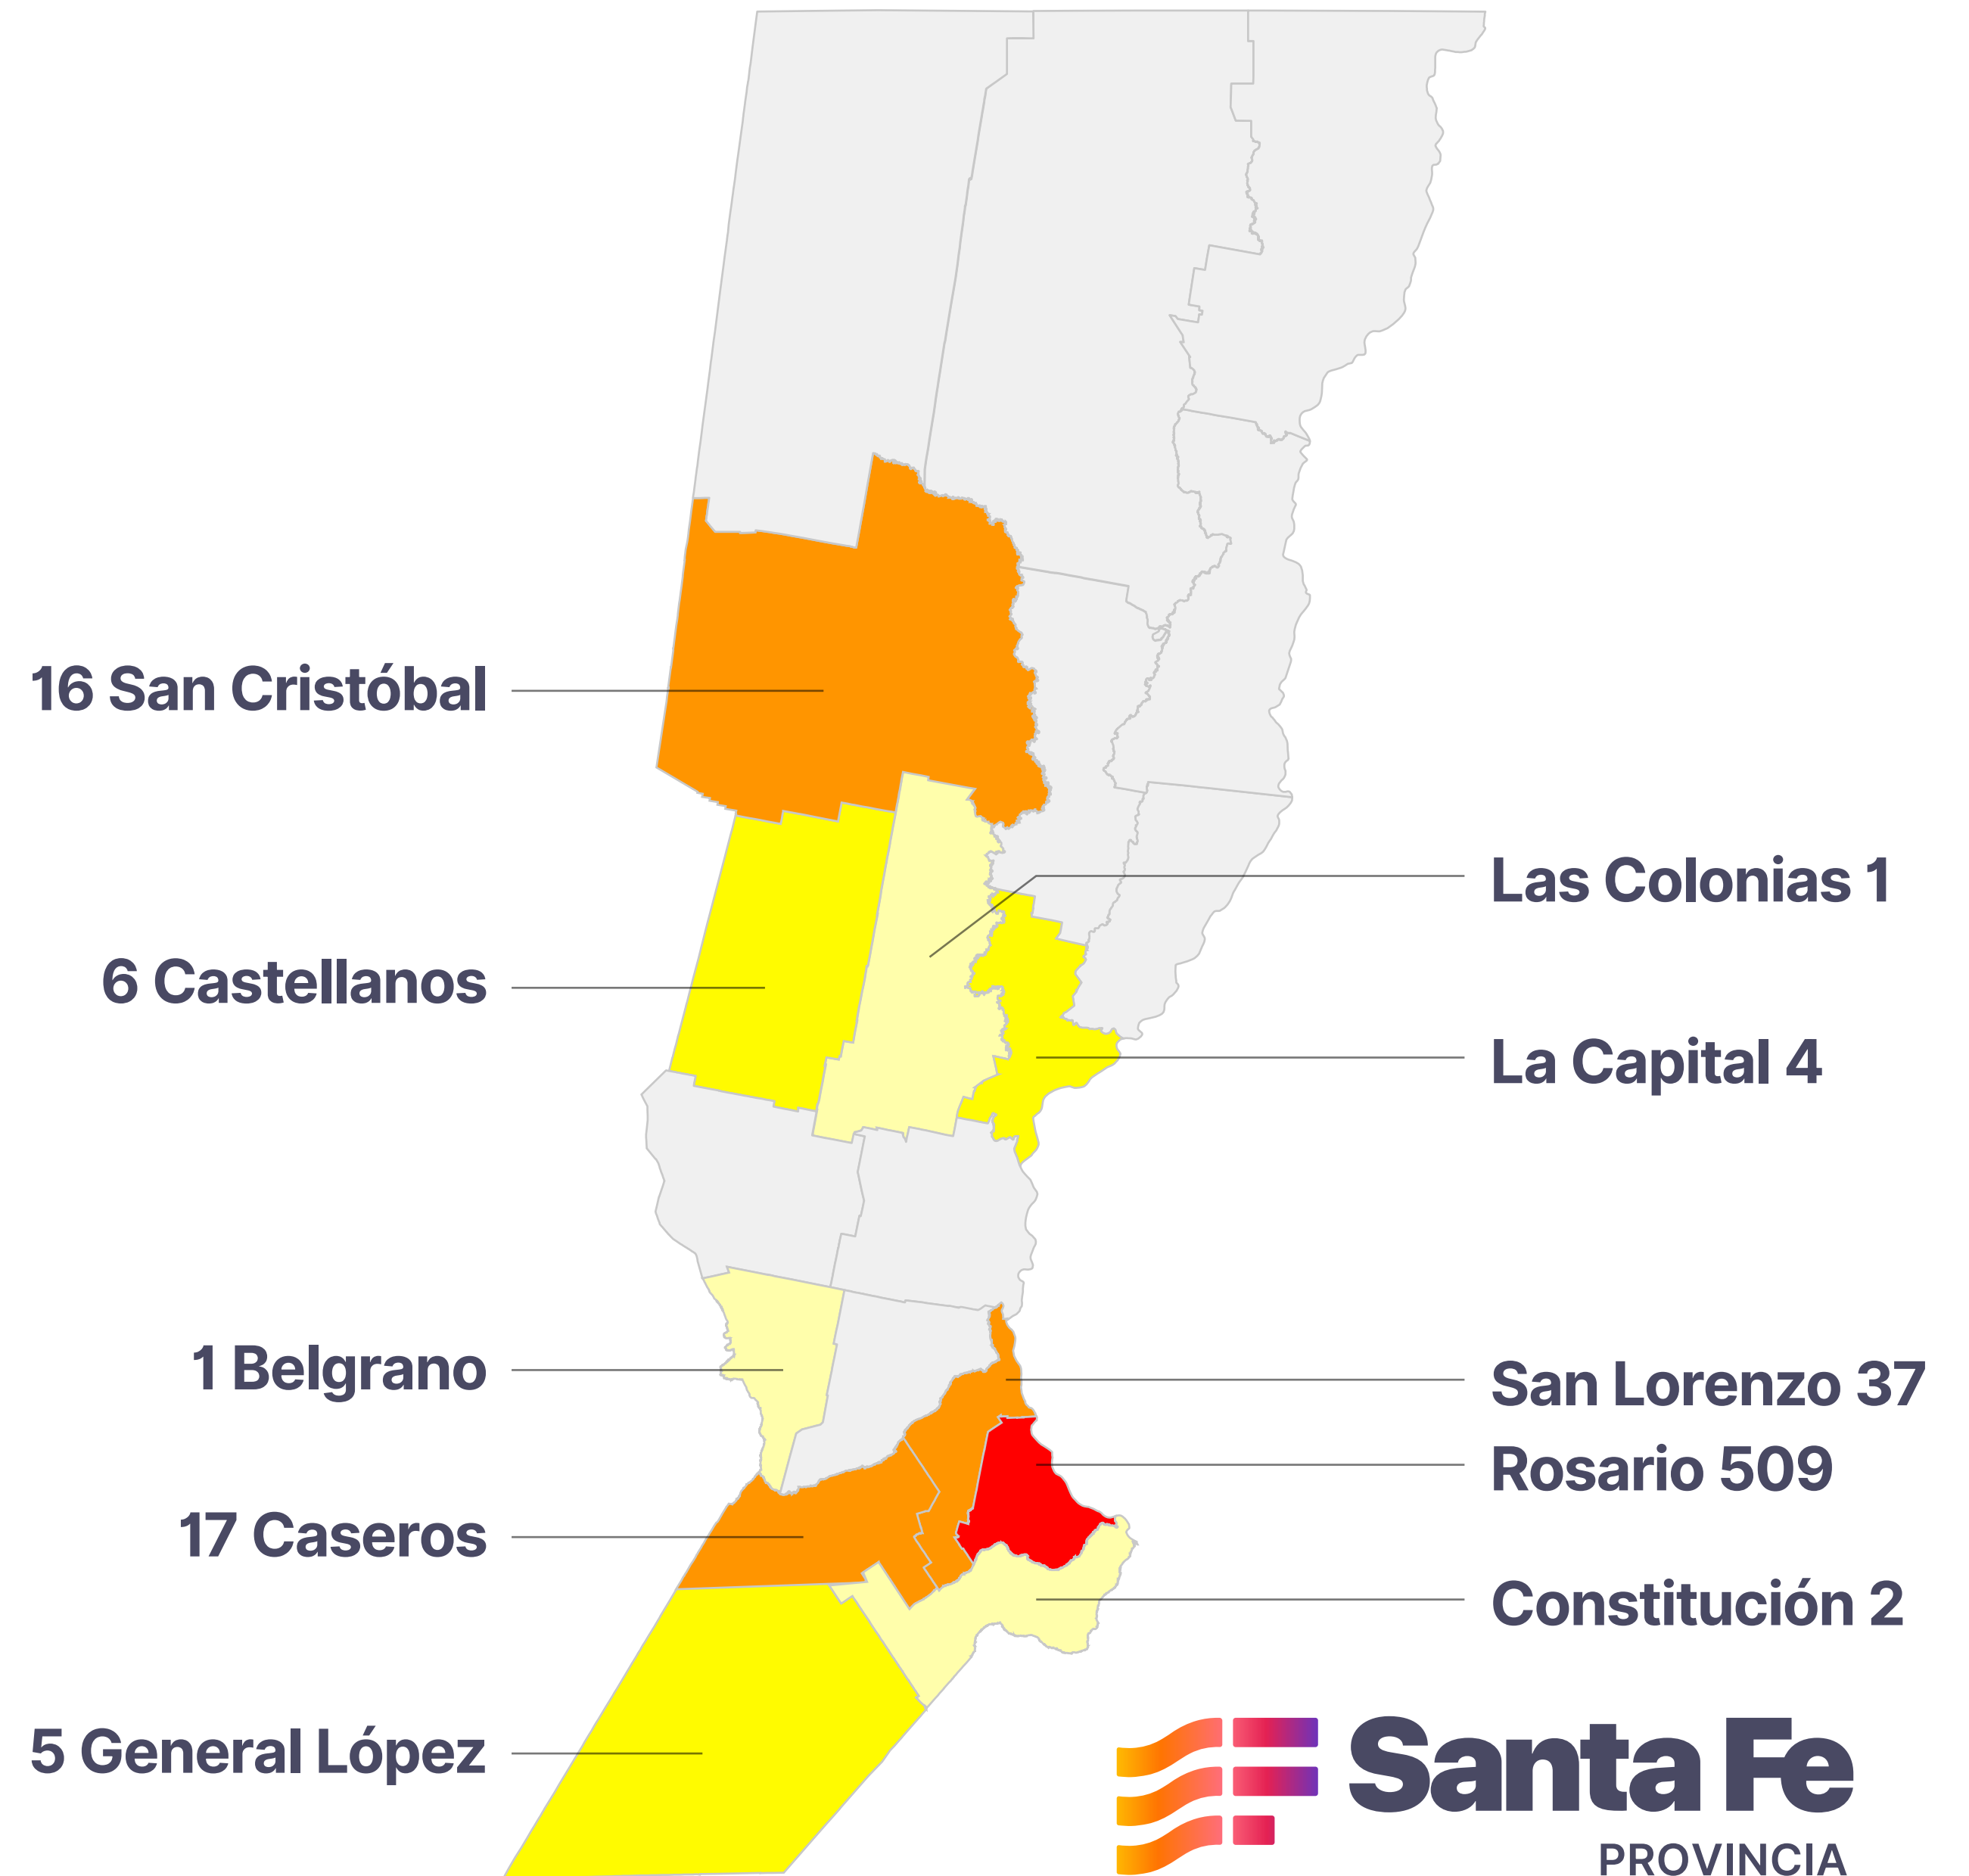 16 San Cristóbal
Las Colonias 1
6 Castellanos
La Capital 4
1 Belgrano
San Lorenzo 37
Rosario 509
17 Caseros
Constitución 2
5 General López
Santa Fe
PROVINCIA